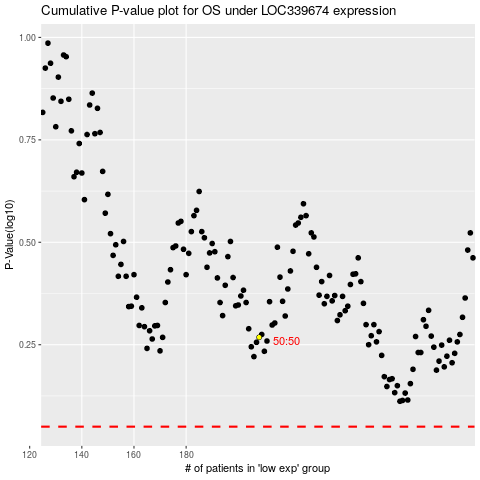 Cumulative P-value plot for OS under LOC339674 expression
P-Value(log10)
1.00
0.75
0.50
0.25
50:50
120 140 160 180
# of patients in 'low exp' group